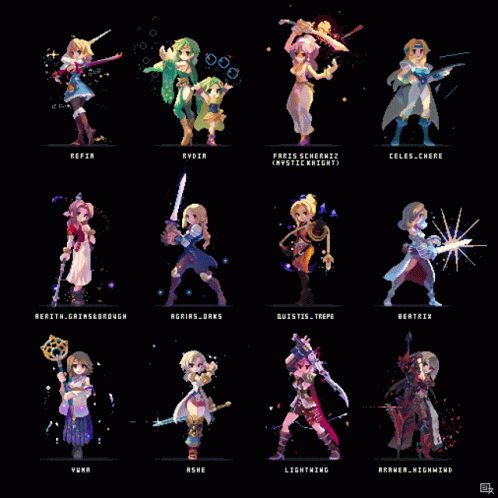 REFIA
RYDIA
FARIS SCHERWIZ
(MYSTIC KNIGHT)
CELES_CHERE
AERITH_GAINSBOROUGH
AGRIAS_OAKS
QUISTIS_TREPE
BEATRIX
YUNA
ASHE
LIGHTNING
ARANEA_HIGHWIND